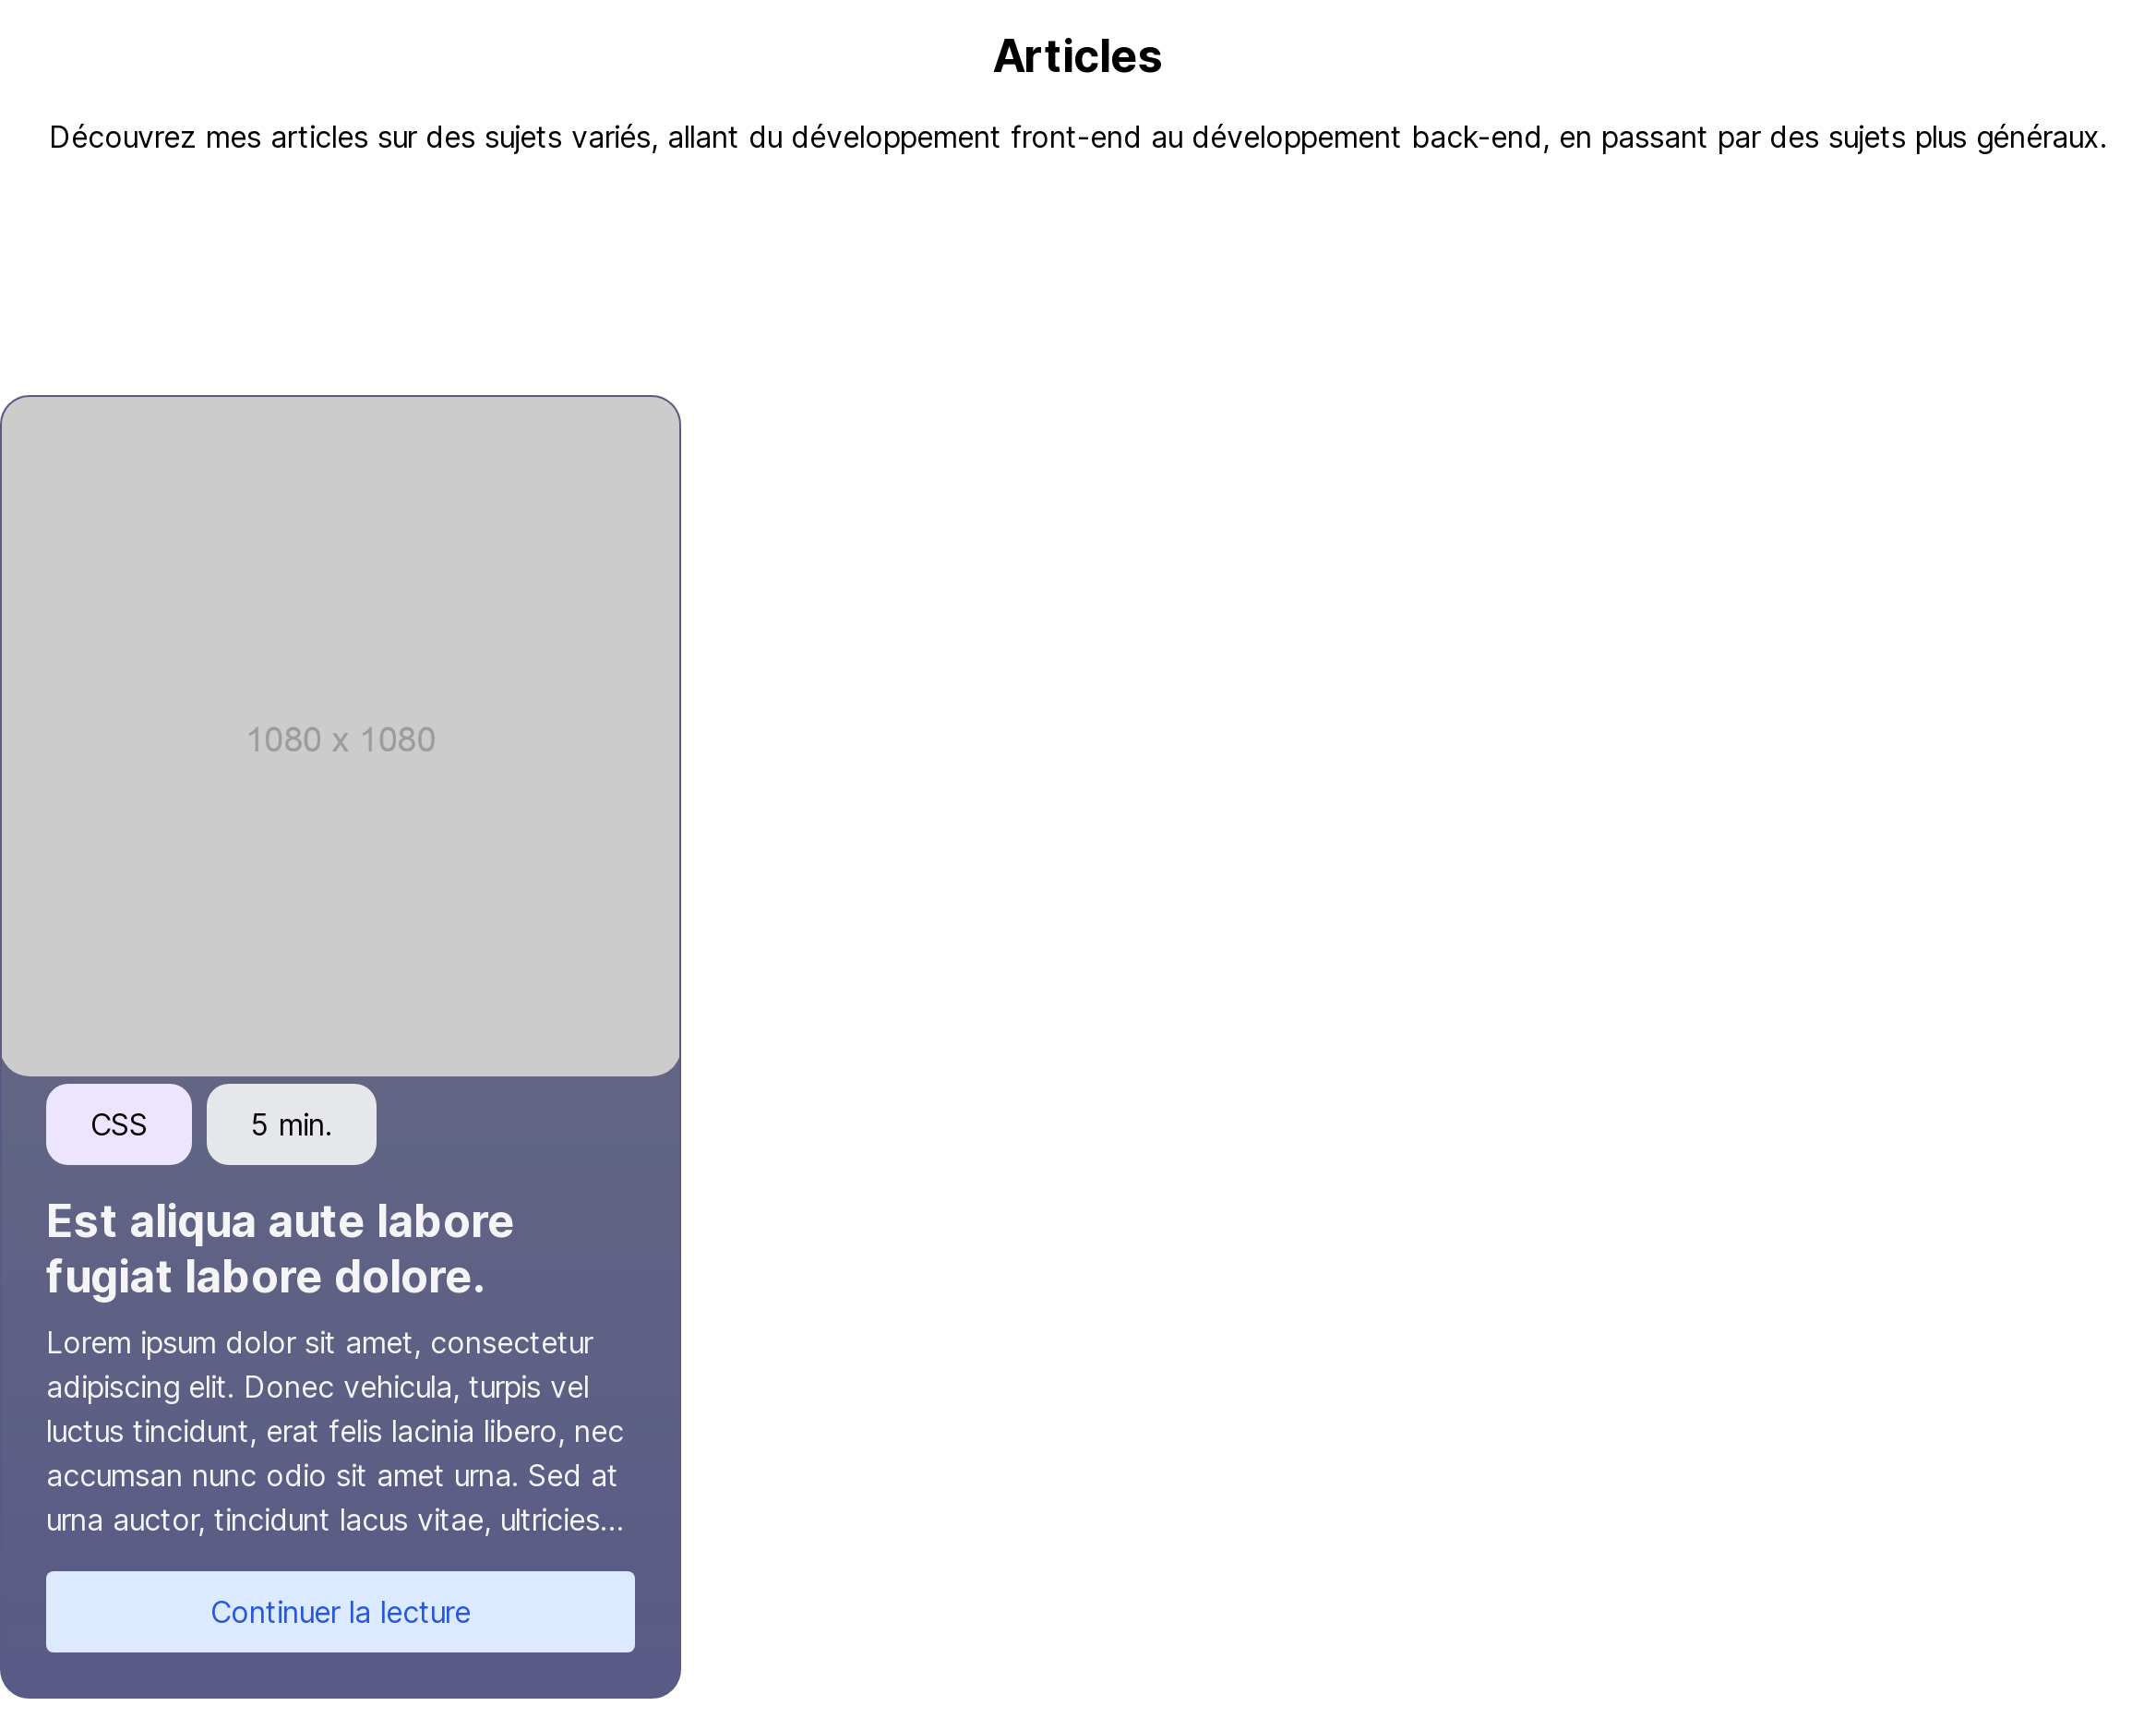 Articles
Découvrez mes articles sur des sujets variés, allant du développement front-end au développement back-end, en passant par des sujets plus généraux.
1080 x 1080
CSS
5 min.
Est aliqua aute labore
fugiat labore dolore.
Lorem ipsum dolor sit amet, consectetur
adipiscing elit. Donec vehicula, turpis vel
luctus tincidunt, erat felis lacinia libero, nec
accumsan nunc odio sit amet urna. Sed at
urna auctor, tincidunt lacus vitae, ultricies...
Continuer la lecture